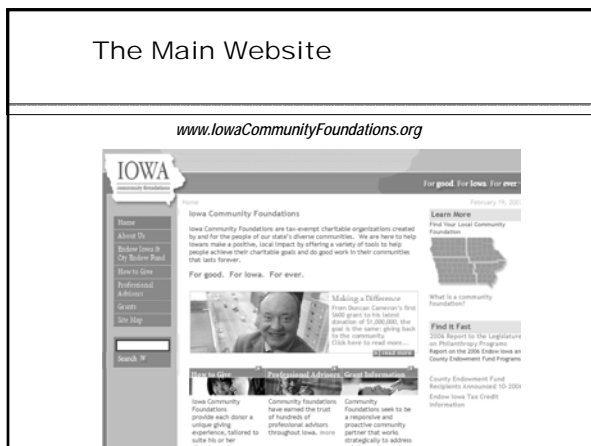 The Main Website
www.IowaCommunityFoundations.org
IOWA
community foundations
For good. For Iowa. For ever
Home
February 19, 200
Home
About Us
Endow Iowa &
Cty Endow Fund
How to Give
Professional
Advisors
Grants
Site Map
Search
Iowa Community Foundations
Iowa Community Foundations are tax-exempt charitable organizations created
by and for the people of our state's diverse communities. We are here to help
Iowans make a positive, local impact by offering a variety of tools to help
people achieve their charitable goals and do good work in their communities
that lasts forever.
For good. For Iowa. For ever.
Making a Difference
From Duncan Cameron's first
$600 grant to his latest
donation of $1,000,000, the
goal is the same: giving back
to the community.
Click here to read more...
read more
How to Give
Iowa Community
Foundations
provide each donor a
unique giving
experience, tailored to
suite his or her
Professional Advisors
Community foundations
have earned the trust
of hundreds of
professional advisors
throughout Iowa. more
Grant Information
Community
Foundations seek to be
a responsive and
proactive community
partner that works
strategically to address
Learn More
Find Your Local Community
Foundation
What is a community
foundation?
Find It Fast
2006 Report to the Legislature
on Philanthropy Programs
Report on the 2006 Endow Iowa an
County Endowment Fund Programs
County Endowment Fund
Recipients Announced 10-2006
Endow Iowa Tax Credit
Information